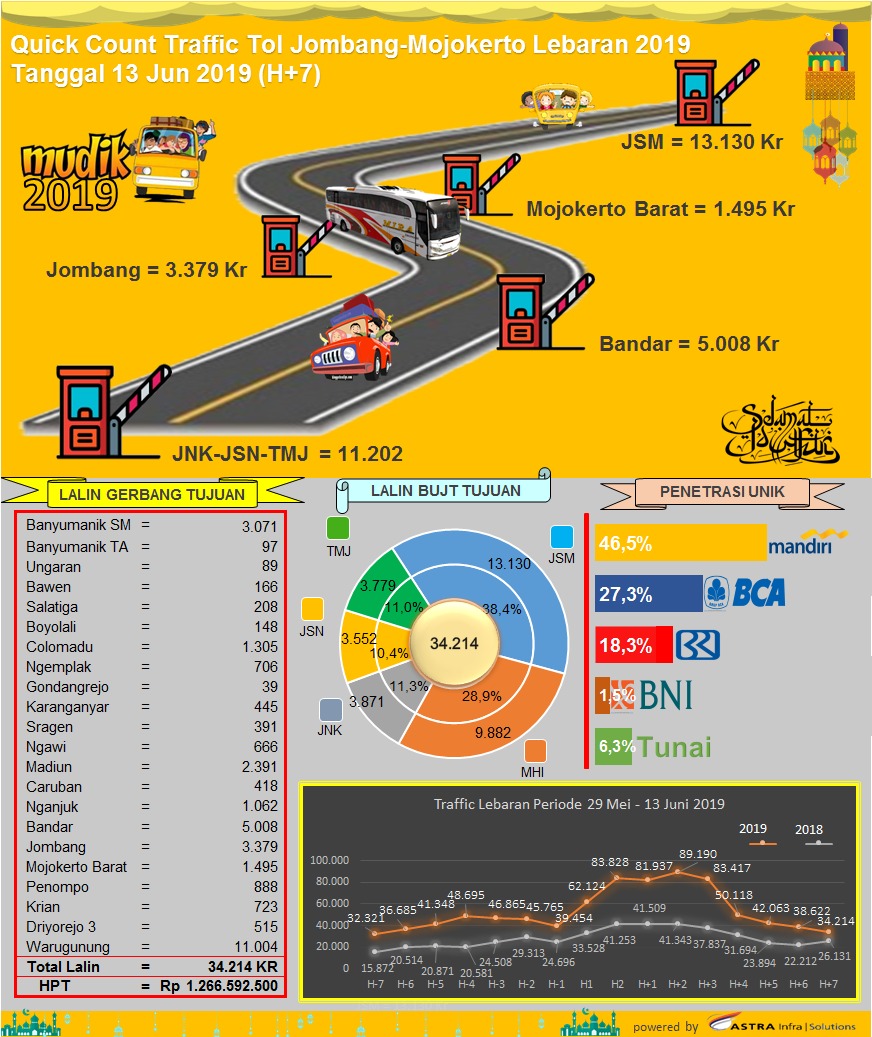 Quick Count Traffic Tol Jombang-Mojokerto Lebaran 2019
Tanggal 13 Jun 2019 (H+7)
mudik
2019
JSM = 13.130 Kr
Mojokerto Barat = 1.495 Kr
Jombang = 3.379 Kr
Bandar = 5.008 Kr
JNK-JSN-TMJ = 11.202
Selamat
Idul Fitri
LALIN GERBANG TUJUAN
Banyumanik SM = 3.071
Banyumanik TA = 97
Ungaran = 89
Bawen = 166
Salatiga = 208
Boyolali = 148
Colomadu = 1.305
Ngemplak = 706
Gondangrejo = 39
Karanganyar = 445
Sragen = 391
Ngawi = 666
Madiun = 2.391
Caruban = 418
Nganjuk = 1.062
Bandar = 5.008
Jombang = 3.379
Mojokerto Barat = 1.495
Penompo = 888
Krian = 723
Driyorejo 3 = 515
Warugunung = 11.004
Total Lalin = 34.214 KR
HPT = Rp 1.266.592.500
LALIN BUJT TUJUAN
TMJ
JSM
JSN
JNK
MHI
13.130
38,4%
3.779
11,0%
3.552
10,4%
3.871
11,3%
9.882
28,9%
34.214
PENETRASI UNIK
46,5% mandiri
27,3% BCA
18,3%
1,5% BNI
6,3% Tunai
Traffic Lebaran Periode 29 Mei - 13 Juni 2019
2019 2018
100.000
80.000
60.000
40.000
20.000
0
32.321 36.685 41.348 48.695 46.865 45.765 39.454 62.124 83.828 81.937 89.190 83.417 50.118 42.063 38.622 34.214
15.872 20.514 20.871 20.581 24.508 29.313 24.696 33.528 41.253 41.509 41.343 37.837 31.694 23.894 22.212 26.131
H-7 H-6 H-5 H-4 H-3 H-2 H-1 H1 H2 H+1 H+2 H+3 H+4 H+5 H+6 H+7
powered by ASTRA Infra | Solutions